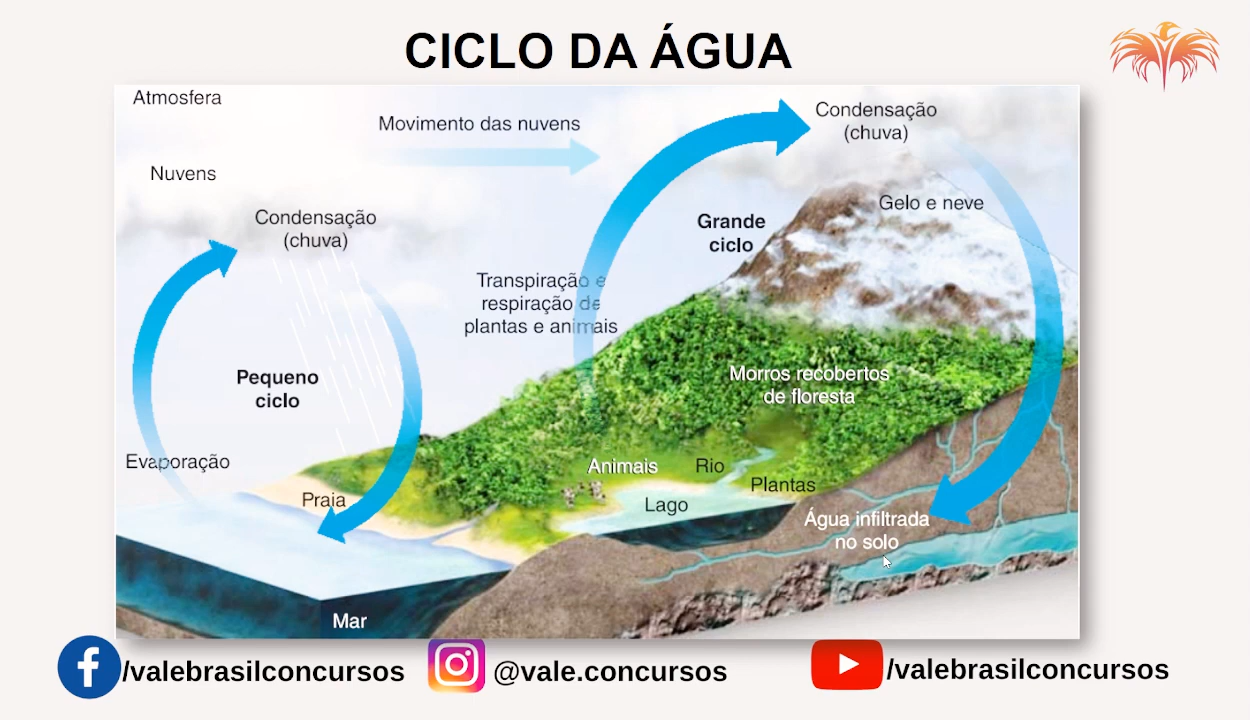 CICLO DA ÁGUA
Atmosfera
Movimento das nuvens
Condensação
(chuva)
Nuvens
Gelo e neve
Condensação
(chuva)
Grande
ciclo
Transpiração e
respiração de
plantas e animais
Pequeno
ciclo
Morros recobertos
de floresta
Evaporação
Animais
Rio
Plantas
Praia
Lago
Água infiltrada
no solo
Mar
/valebrasilconcursos
@vale.concursos
/valebrasilconcursos